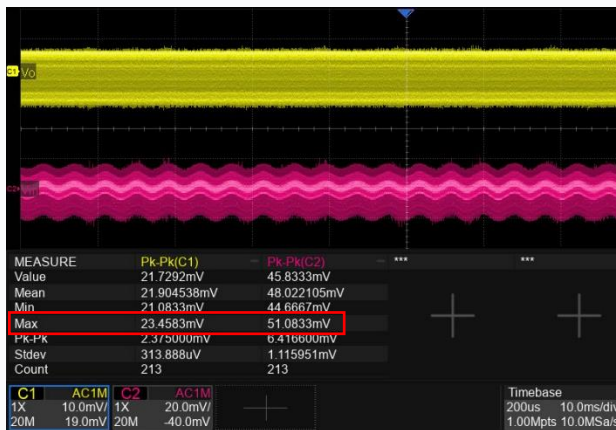 C1 Vo
C2
MEASURE Pk-Pk(C1) Pk-Pk(C2) *** ***
Value 21.7292mV 45.8333mV
Mean 21.904538mV 48.022105mV
Min 21.0833mV 44.6667mV
Max 23.4583mV 51.0833mV
Pk-Pk 2.375000mV 6.416600mV
Stdev 313.888uV 1.115951mV
Count 213 213
C1 AC1M C2 AC1M Timebase
1X 10.0mV/ 1X 20.0mV/ 200us 10.0ms/div
20M 19.0mV 20M -40.0mV 1.00Mpts 10.0MSa/s